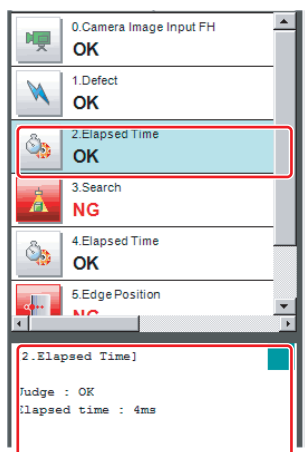 0.Camera Image Input FH
OK
1.Defect
OK
2.Elapsed Time
OK
3.Search
NG
4.Elapsed Time
OK
5.Edge Position
NG
2.Elapsed Time]
Judge : OK
Elapsed time : 4ms